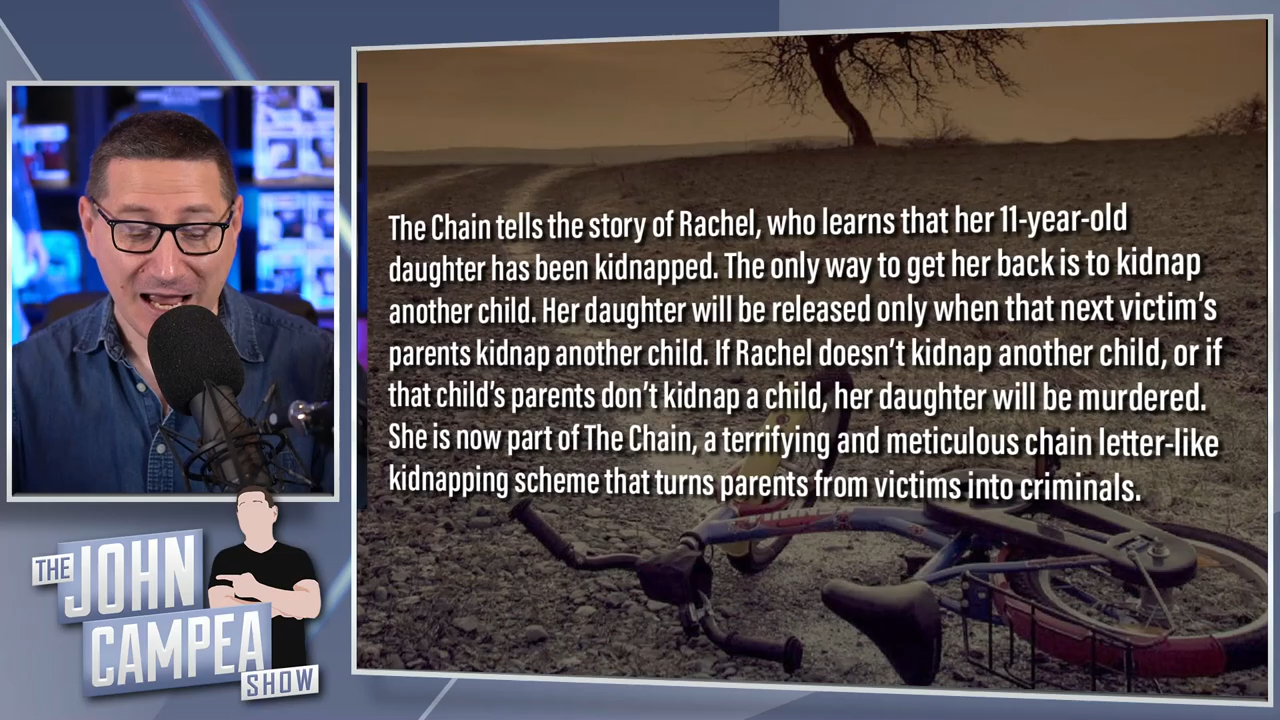 The Chain tells the story of Rachel, who learns that her 11-year-old
daughter has been kidnapped. The only way to get her back is to kidnap
another child. Her daughter will be released only when that next victim's
parents kidnap another child. If Rachel doesn't kidnap another child, or if
that child's parents don't kidnap a child, her daughter will be murdered.
She is now part of The Chain, a terrifying and meticulous chain letter-like
kidnapping scheme that turns parents from victims into criminals.
THE
JOHN
CAMPEA
SHOW